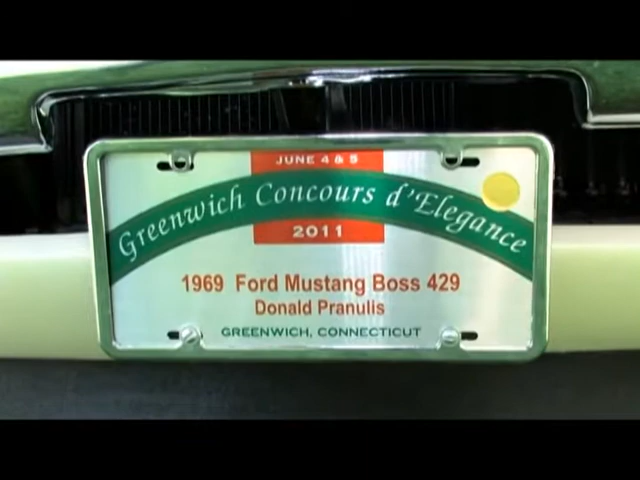 JUNE 4 & 5
Greenwich Concours d'Elegance
2011
1969 Ford Mustang Boss 429
Donald Pranulis
GREENWICH, CONNECTICUT